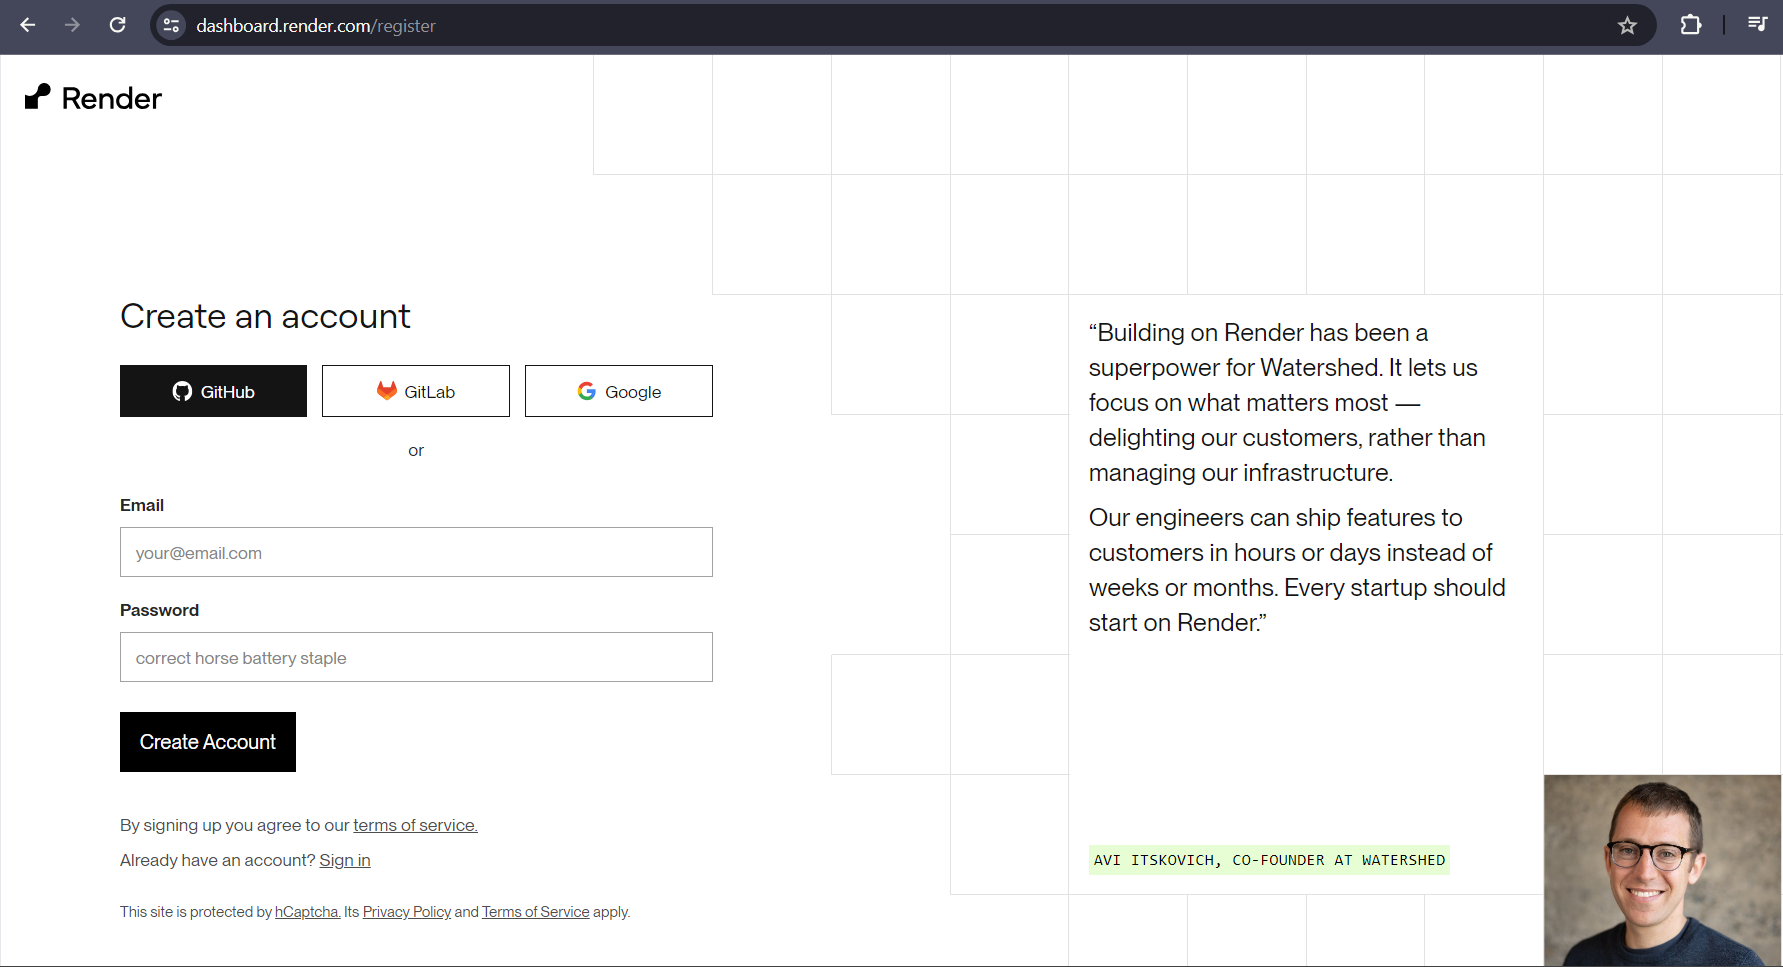 dashboard.render.com/register
Render
Create an account
GitHub
GitLab
Google
or
Email
your@email.com
Password
correct horse battery staple
Create Account
By signing up you agree to our terms of service.
Already have an account? Sign in
This site is protected by hCaptcha. Its Privacy Policy and Terms of Service apply.
“Building on Render has been a
superpower for Watershed. It lets us
focus on what matters most —
delighting our customers, rather than
managing our infrastructure.
Our engineers can ship features to
customers in hours or days instead of
weeks or months. Every startup should
start on Render.”
AVI ITSKOVICH, CO-FOUNDER AT WATERSHED